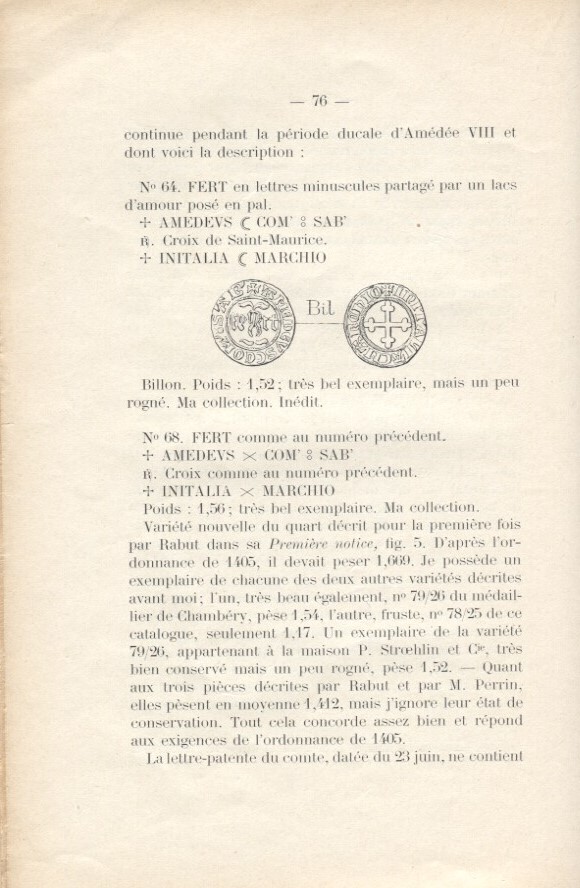 — 76 —
continue pendant la période ducale d'Amédée VIII et
dont voici la description :
Nº 64. FERT en lettres minuscules partagé par un lacs
d'amour posé en pal.
✢ AMEDEVS ☾ COM' o SAB'
℟. Croix de Saint-Maurice.
✢ INITALIA ☾ MARCHIO
Bil
Billon. Poids : 1,52 ; très bel exemplaire, mais un peu
rogné. Ma collection. Inédit.
Nº 68. FERT comme au numéro précédent.
✢ AMEDEVS × COM' o SAB'
℟. Croix comme au numéro précédent.
✢ INITALIA × MARCHIO
Poids : 1,56 ; très bel exemplaire. Ma collection.
Variété nouvelle du quart décrit pour la première fois
par Rabut dans sa Première notice, fig. 5. D'après l'or-
donnance de 1405, il devait peser 1,669. Je possède un
exemplaire de chacune des deux autres variétés décrites
avant moi ; l'un, très beau également, nº 79/26 du médail-
lier de Chambéry, pèse 1,54, l'autre, fruste, nº 78/25 de ce
catalogue, seulement 1,17. Un exemplaire de la variété
79/26, appartenant à la maison P. Strœhlin et Cie, très
bien conservé mais un peu rogné, pèse 1,52. — Quant
aux trois pièces décrites par Rabut et par M. Perrin,
elles pèsent en moyenne 1,412, mais j'ignore leur état de
conservation. Tout cela concorde assez bien et répond
aux exigences de l'ordonnance de 1405.
La lettre-patente du comte, datée du 23 juin, ne contient